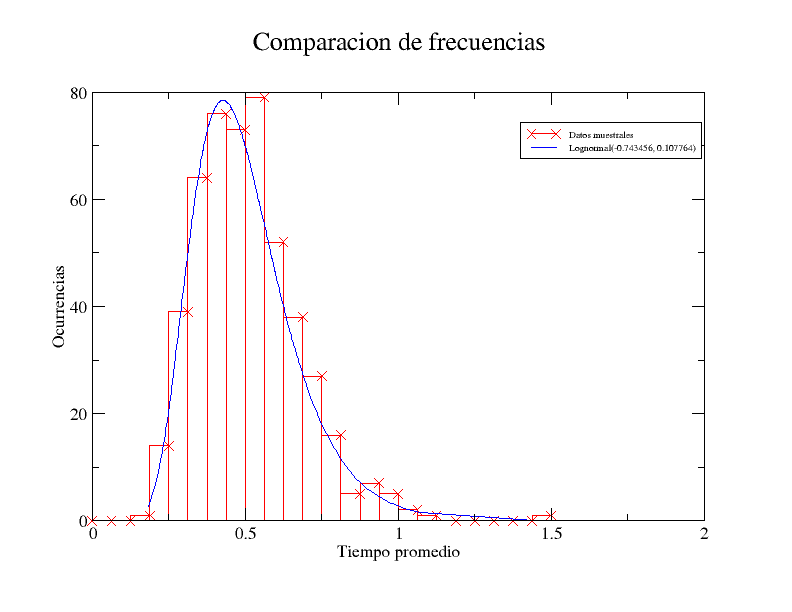 Comparacion de frecuencias
80
60
40
20
0
Ocurrencias
Datos muestrales
Lognormal(-0.743456, 0.107764)
0 0.5 1 1.5 2
Tiempo promedio